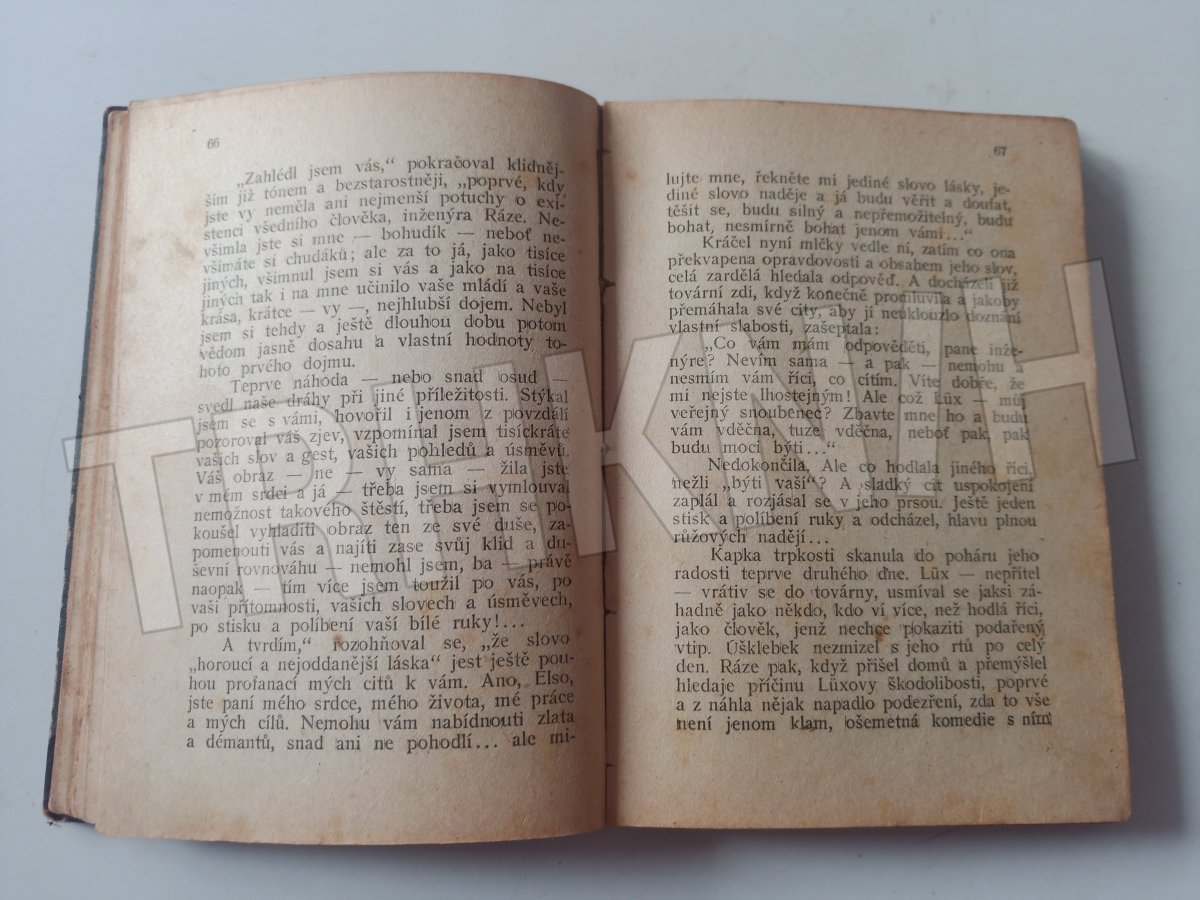 66
„Zahlédl jsem vás,“ pokračoval klidněj-
ším již tónem a bezstarostněji, „poprvé, kdy
jste vy neměla ani nejmenší potuchy o exi-
stenci všedního člověka, inženýra Ráze. Ne-
všimla jste si mne — bohudík — neboť ne-
všímáte si chudáků; ale za to já, jako tisíce
jiných, všimnul jsem si vás a jako na tisíce
jiných tak i na mne učinilo vaše mládí a vaše
krása, krátce — vy —, nejhlubší dojem. Nebyl
jsem si tehdy a ještě dlouhou dobu potom
vědom jasně dosahu a vlastní hodnoty to-
hoto prvého dojmu.
Teprve náhoda — nebo snad osud —
svedl naše dráhy při jiné příležitosti. Stýkal
jsem se s vámi, hovořil i jenom z povzdálí
pozoroval váš zjev, vzpomínal jsem tisíckráte
vašich slov a gest, vašich pohledů a úsměvů.
Váš obraz — ne — vy sama — žila jste
v mém srdci a já — třeba jsem si vymlouval
nemožnost takového štěstí, třeba jsem se po-
koušel vyhladiti obraz ten ze své duše, za-
pomenouti vás a najíti zase svůj klid a du-
ševní rovnováhu — nemohl jsem, ba — právě
naopak — tím více jsem toužil po vás, po
vaší přítomnosti, vašich slovech a úsměvech,
po stisku a políbení vaší bílé ruky!...
A tvrdím,“ rozohňoval se, „že slovo
„horoucí a nejoddanější láska“ jest ještě pou-
hou profanací mých citů k vám. Ano, Elso,
jste paní mého srdce, mého života, mé práce
a mých cílů. Nemohu vám nabídnouti zlata
a démantů, snad ani ne pohodlí... ale mi-
67
lujte mne, řekněte mi jediné slovo lásky, je-
diné slovo naděje a já budu věřit a doufat,
těšit se, budu silný a nepřemožitelný, budu
bohat, nesmírně bohat jenom vámi...“
Kráčel nyní mlčky vedle ní, zatím co ona
překvapena opravdovostí a obsahem jeho slov,
celá zardělá hledala odpověď. A docházeli již
tovární zdi, když konečně promluvila a jakoby
přemáhala své city, aby jí neuklouzlo doznání
vlastní slabosti, zašeptala:
„Co vám mám odpověděti, pane inže-
nýre? Nevím sama — a pak — nemohu a
nesmím vám říci, co cítím. Víte dobře, že
mi nejste lhostejným! Ale což Lüx — můj
veřejný snoubenec? Zbavte mne ho a budu
vám vděčna, tuze vděčna, neboť pak, pak
budu moci býti...“
Nedokončila. Ale co hodlala jiného říci,
nežli „býti vaší“? A sladký cit uspokojení
zaplál a rozjásal se v jeho prsou. Ještě jeden
stisk a políbení ruky a odcházel, hlavu plnou
růžových nadějí...
Kapka trpkosti skanula do poháru jeho
radosti teprve druhého dne. Lüx — nepřítel
— vrátiv se do továrny, usmíval se jaksi zá-
hadně jako někdo, kdo ví více, než hodlá říci,
jako člověk, jenž nechce pokaziti podařený
vtip. Úšklebek nezmizel s jeho rtů po celý
den. Ráze pak, když přišel domů a přemýšlel
hledaje příčinu Lüxovy škodolibosti, poprvé
a z náhla nějak napadlo podezření, zda to vše
není jenom klam, ošemetná komedie s ním
TREKNIH